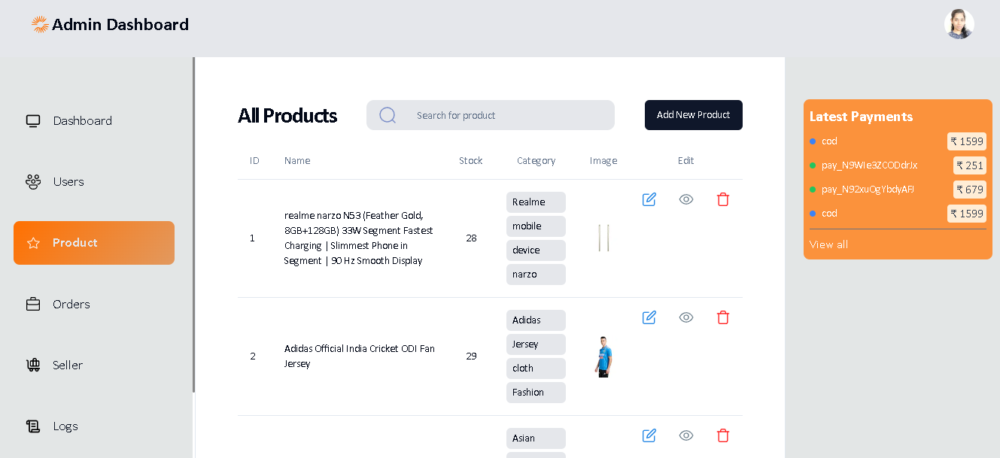 Admin Dashboard
Dashboard
Users
Product
Orders
Seller
Logs
All Products
Search for product
Add New Product
ID Name Stock Category Image Edit
1
realme narzo N53 (Feather Gold,
8GB+128GB) 33W Segment Fastest
Charging | Slimmest Phone in
Segment | 90 Hz Smooth Display
28
Realme
mobile
device
narzo
2
Adidas Official India Cricket ODI Fan
Jersey
29
Adidas
Jersey
cloth
Fashion
Asian
Latest Payments
cod ₹ 1599
pay_N9WIe3ZCODdrJx ₹ 251
pay_N92xuOgYbdyAFJ ₹ 679
cod ₹ 1599
View all